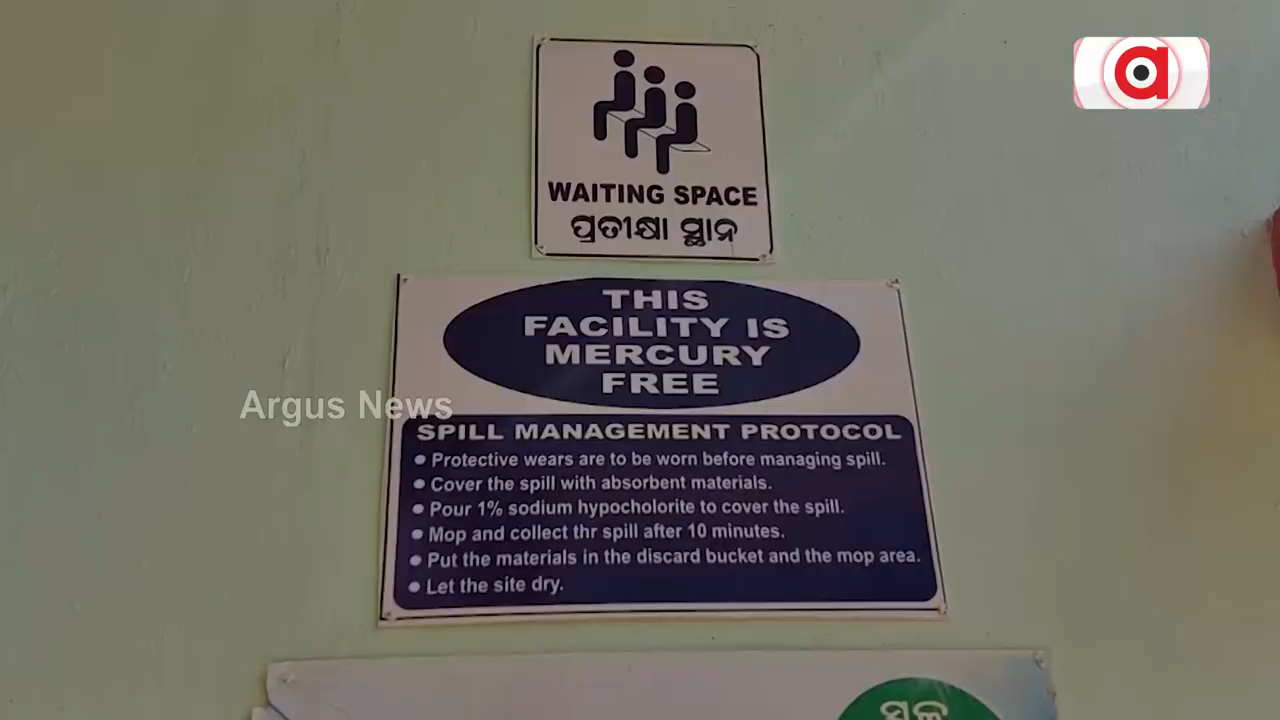 WAITING SPACE
ପ୍ରତୀକ୍ଷା ସ୍ଥାନ
THIS
FACILITY IS
MERCURY
FREE
Argus News
SPILL MANAGEMENT PROTOCOL
● Protective wears are to be worn before managing spill.
● Cover the spill with absorbent materials.
● Pour 1% sodium hypocholorite to cover the spill.
● Mop and collect thr spill after 10 minutes.
● Put the materials in the discard bucket and the mop area.
● Let the site dry.